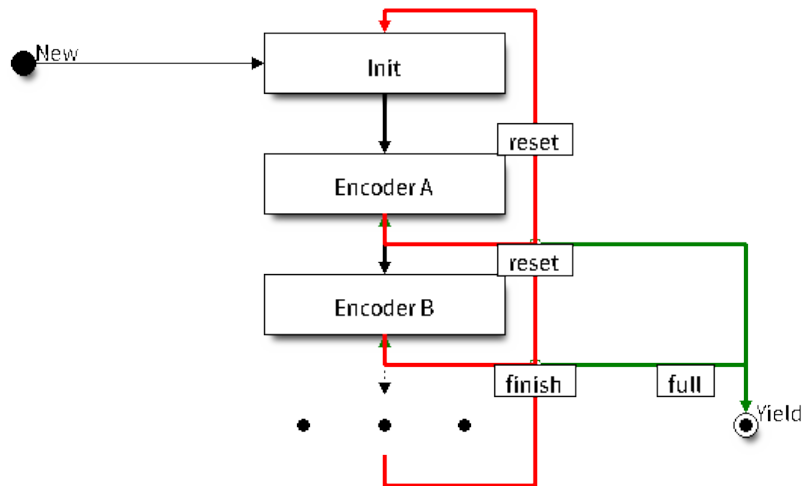 New
Init
reset
Encoder A
reset
Encoder B
finish
full
Yield